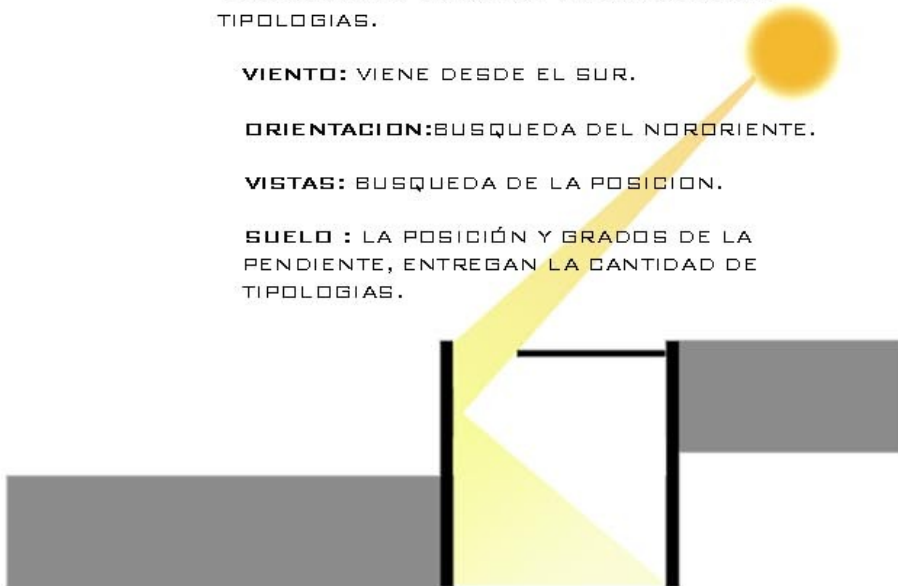 TIPOLOGIAS.
VIENTO: VIENE DESDE EL SUR.
ORIENTACION:BUSQUEDA DEL NORORIENTE.
VISTAS: BUSQUEDA DE LA POSICION.
SUELO : LA POSICIÓN Y GRADOS DE LA
PENDIENTE, ENTREGAN LA CANTIDAD DE
TIPOLOGIAS.